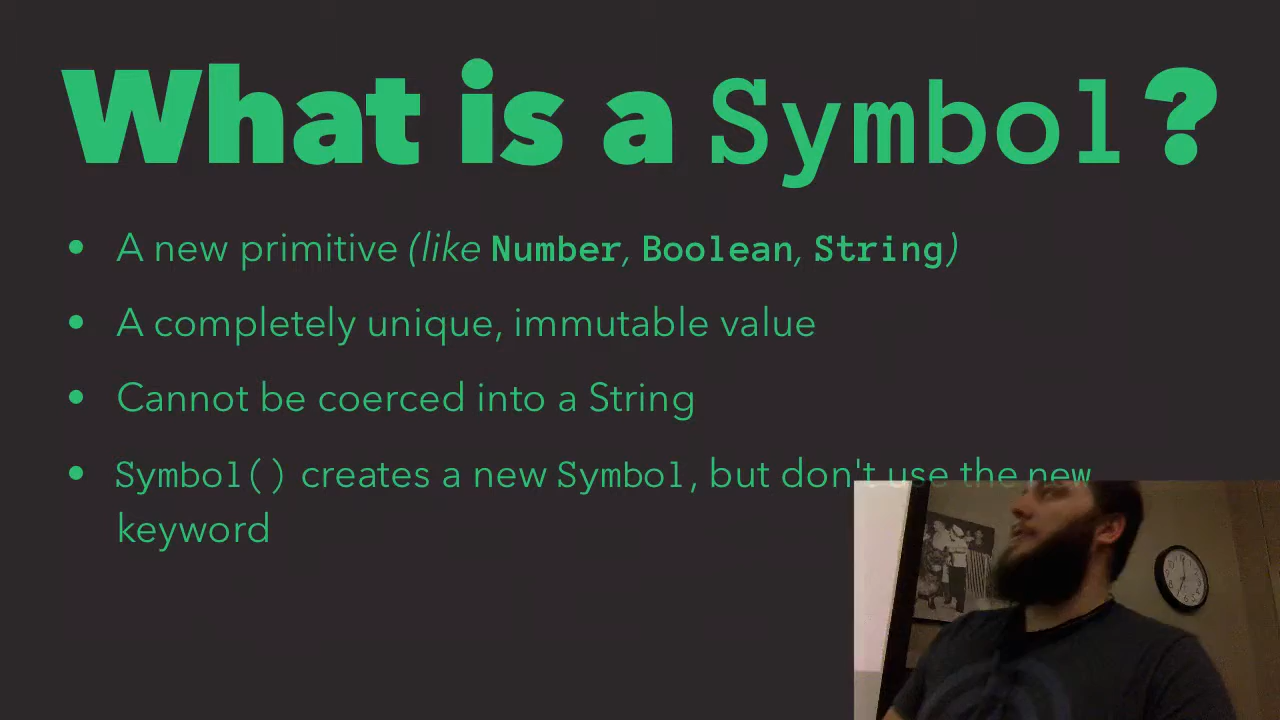 What is a Symbol?
• A new primitive (like Number, Boolean, String)
• A completely unique, immutable value
• Cannot be coerced into a String
• Symbol() creates a new Symbol, but don't use the new
keyword